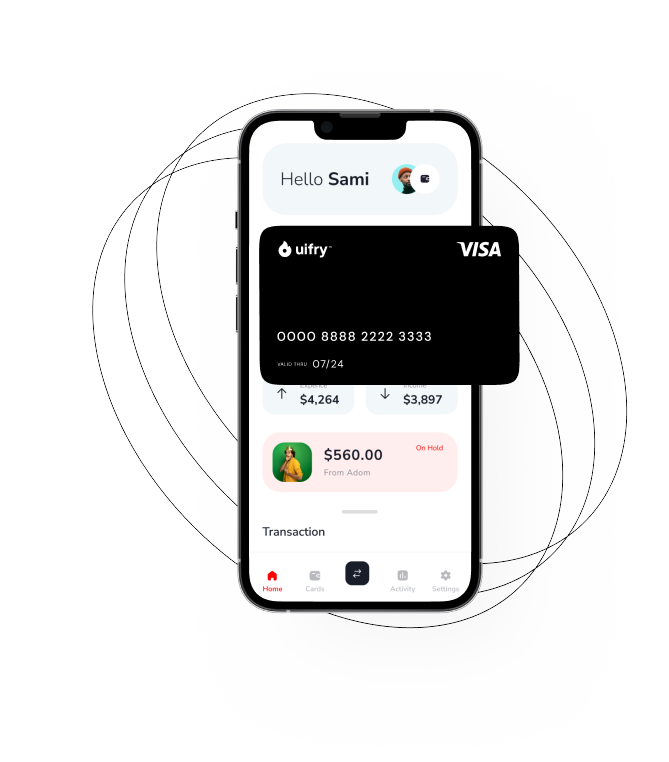 Hello Sami
uifry™
VISA
0000 8888 2222 3333
VALID THRU 07/24
Expence
Income
$4,264
$3,897
$560.00
On Hold
From Adom
Transaction
Home
Cards
Activity
Settings